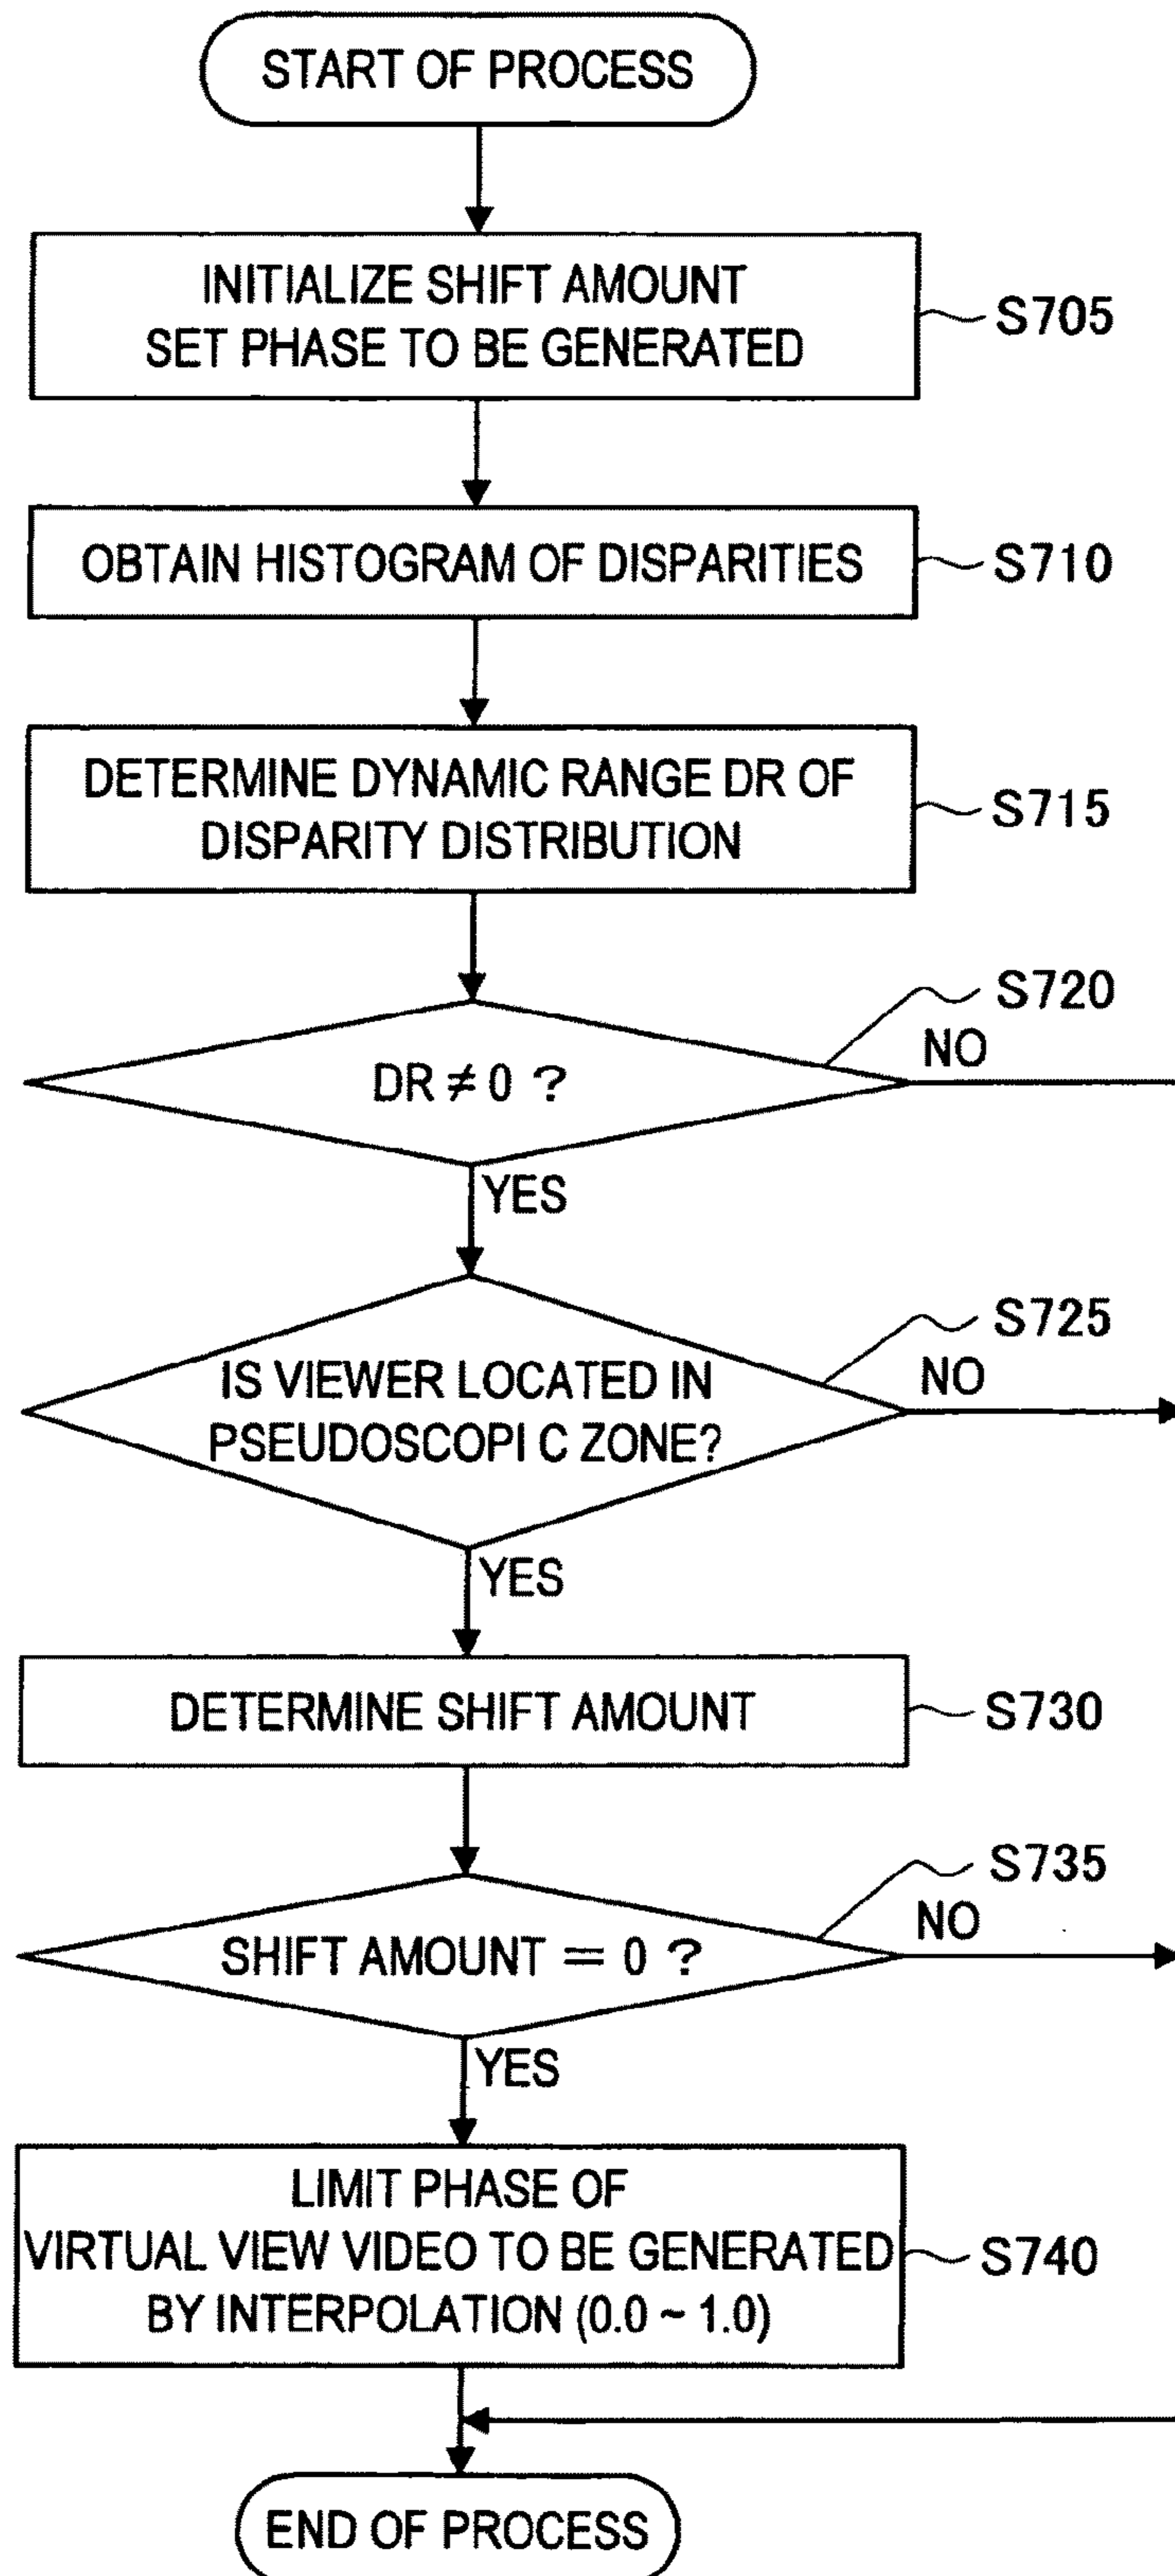 START OF PROCESS
INITIALIZE SHIFT AMOUNT
SET PHASE TO BE GENERATED
S705
OBTAIN HISTOGRAM OF DISPARITIES
S710
DETERMINE DYNAMIC RANGE DR OF
DISPARITY DISTRIBUTION
S715
S720
NO
DR ≠ 0 ?
YES
S725
NO
IS VIEWER LOCATED IN
PSEUDOSCOPI C ZONE?
YES
DETERMINE SHIFT AMOUNT
S730
S735
NO
SHIFT AMOUNT = 0 ?
YES
LIMIT PHASE OF
VIRTUAL VIEW VIDEO TO BE GENERATED
BY INTERPOLATION (0.0 ~ 1.0)
S740
END OF PROCESS